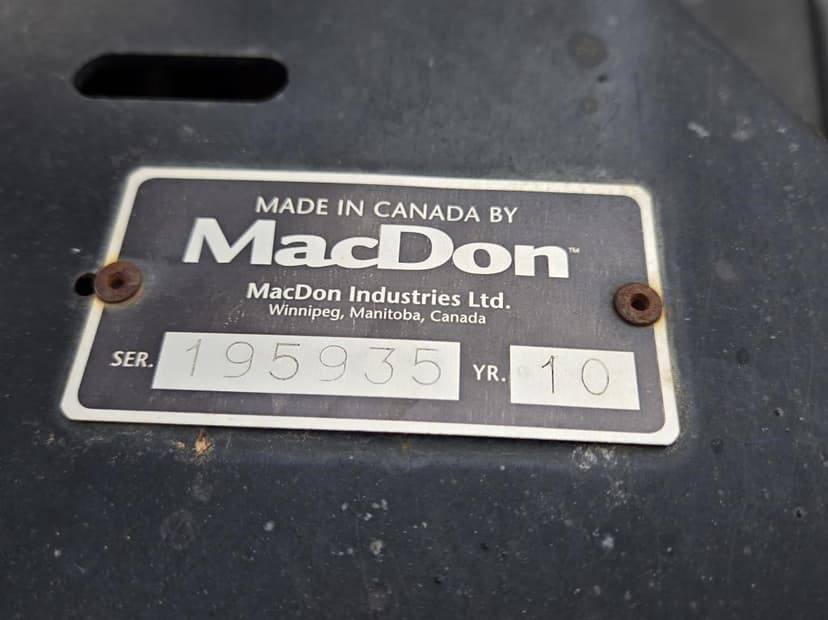 MADE IN CANADA BY
MacDon™
MacDon Industries Ltd.
Winnipeg, Manitoba, Canada
SER. 195935 YR. 10